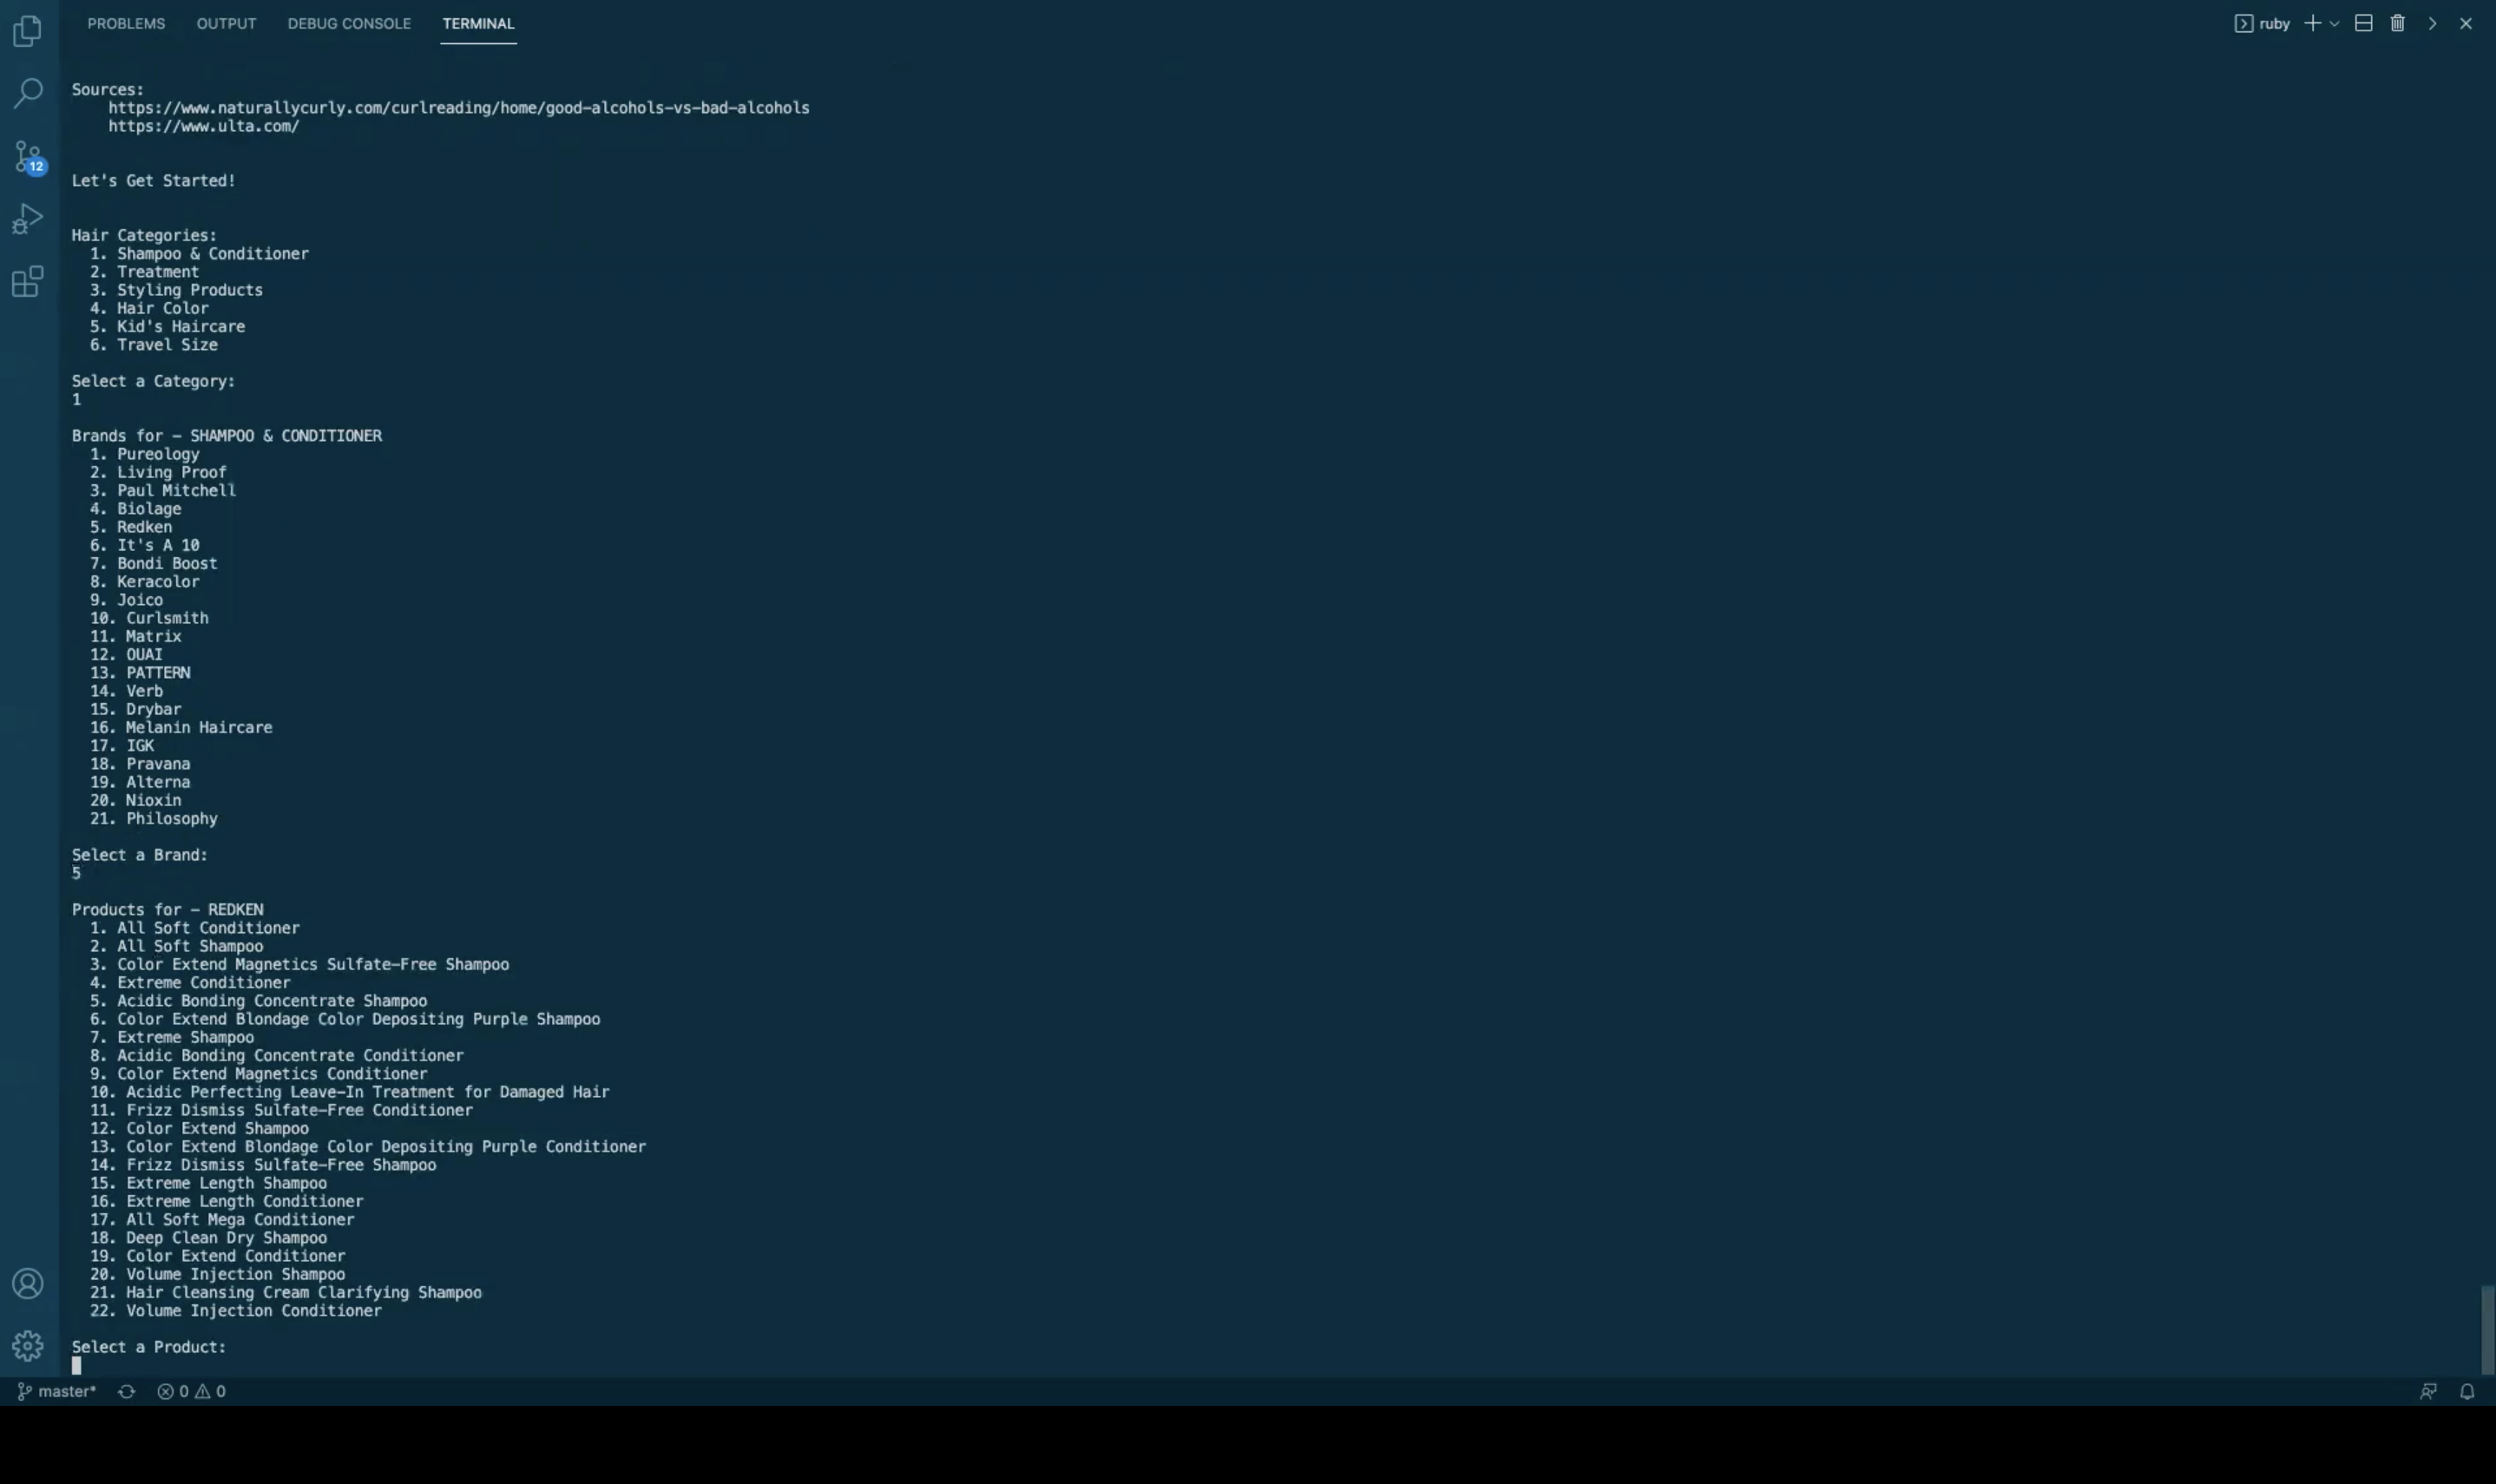 PROBLEMS OUTPUT DEBUG CONSOLE TERMINAL ruby
Sources:
https://www.naturallycurly.com/curlreading/home/good-alcohols-vs-bad-alcohols
https://www.ulta.com/
12
Let's Get Started!
Hair Categories:
1. Shampoo & Conditioner
2. Treatment
3. Styling Products
4. Hair Color
5. Kid's Haircare
6. Travel Size
Select a Category:
1
Brands for – SHAMPOO & CONDITIONER
1. Pureology
2. Living Proof
3. Paul Mitchell
4. Biolage
5. Redken
6. It's A 10
7. Bondi Boost
8. Keracolor
9. Joico
10. Curlsmith
11. Matrix
12. OUAI
13. PATTERN
14. Verb
15. Drybar
16. Melanin Haircare
17. IGK
18. Pravana
19. Alterna
20. Nioxin
21. Philosophy
Select a Brand:
5
Products for – REDKEN
1. All Soft Conditioner
2. All Soft Shampoo
3. Color Extend Magnetics Sulfate-Free Shampoo
4. Extreme Conditioner
5. Acidic Bonding Concentrate Shampoo
6. Color Extend Blondage Color Depositing Purple Shampoo
7. Extreme Shampoo
8. Acidic Bonding Concentrate Conditioner
9. Color Extend Magnetics Conditioner
10. Acidic Perfecting Leave-In Treatment for Damaged Hair
11. Frizz Dismiss Sulfate-Free Conditioner
12. Color Extend Shampoo
13. Color Extend Blondage Color Depositing Purple Conditioner
14. Frizz Dismiss Sulfate-Free Shampoo
15. Extreme Length Shampoo
16. Extreme Length Conditioner
17. All Soft Mega Conditioner
18. Deep Clean Dry Shampoo
19. Color Extend Conditioner
20. Volume Injection Shampoo
21. Hair Cleansing Cream Clarifying Shampoo
22. Volume Injection Conditioner
Select a Product:
master* 0 0